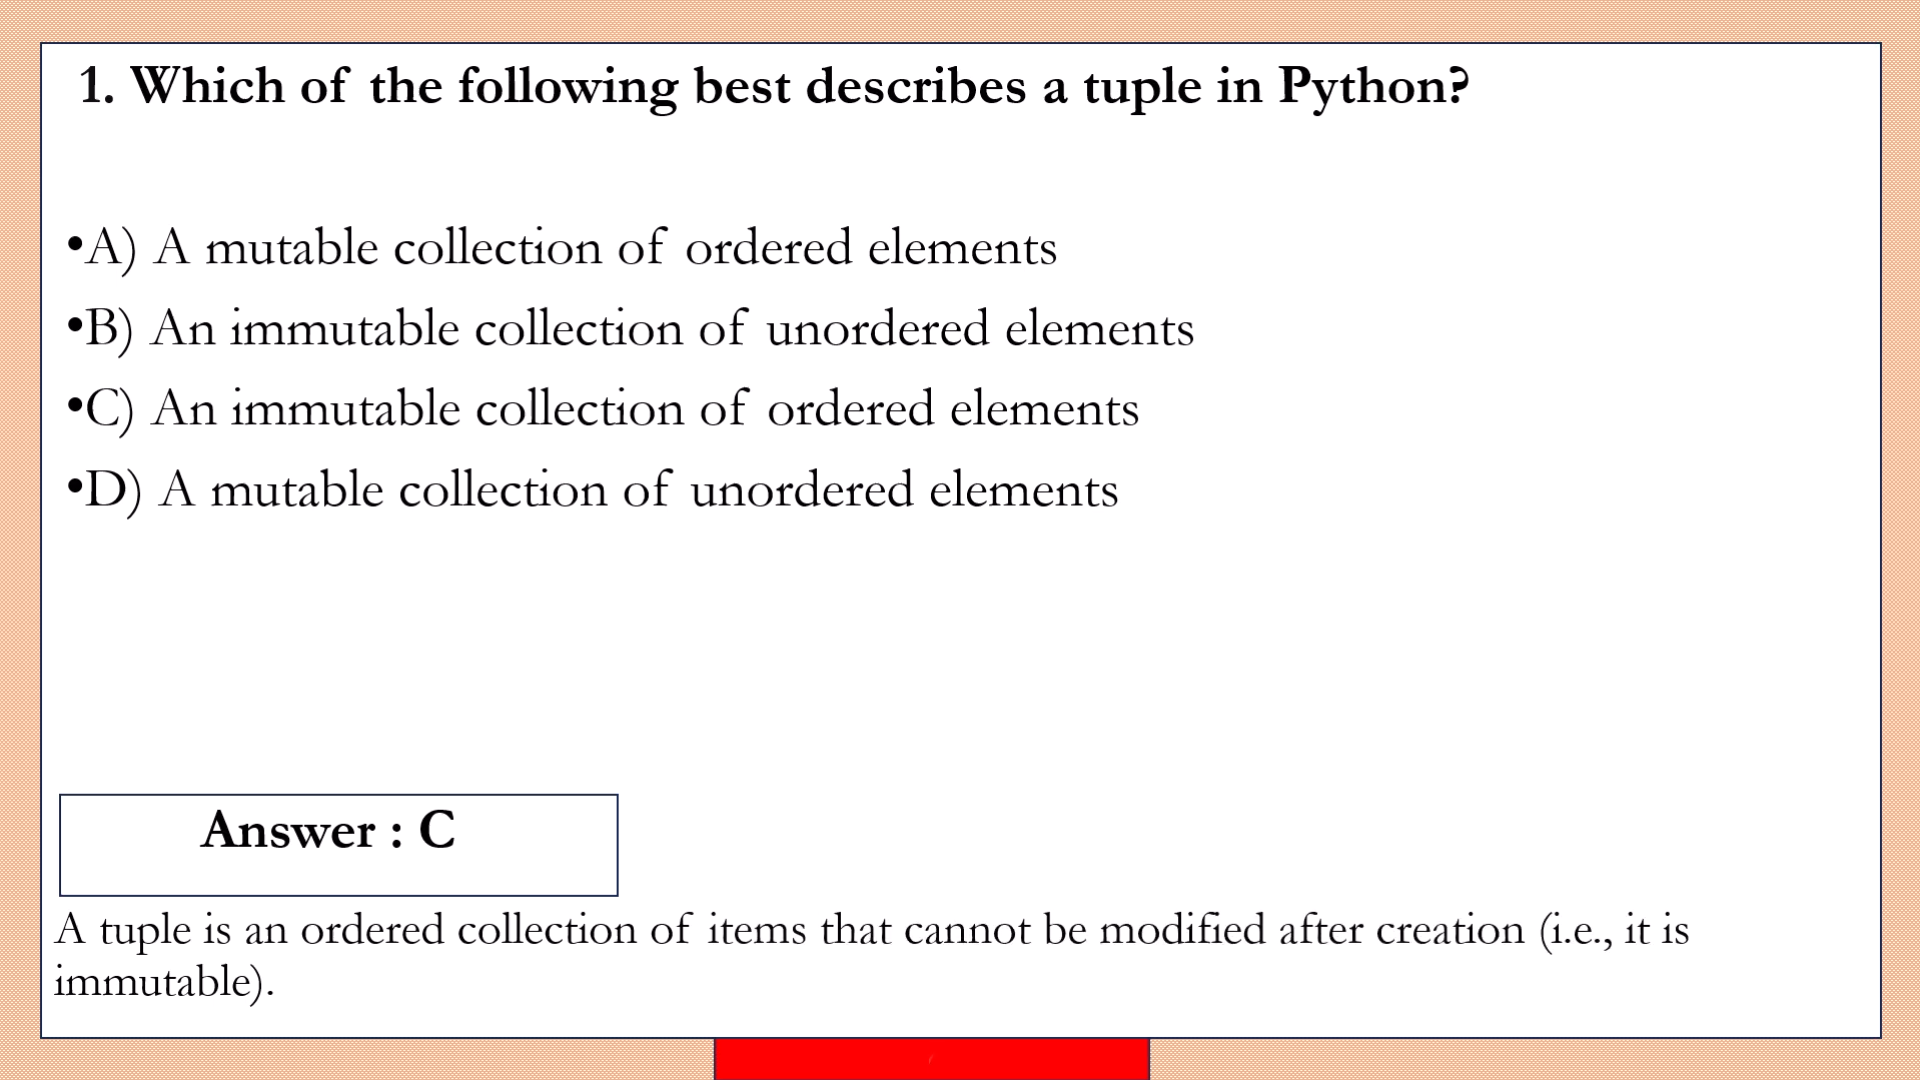 1. Which of the following best describes a tuple in Python?
•A) A mutable collection of ordered elements
•B) An immutable collection of unordered elements
•C) An immutable collection of ordered elements
•D) A mutable collection of unordered elements
Answer : C
A tuple is an ordered collection of items that cannot be modified after creation (i.e., it is
immutable).